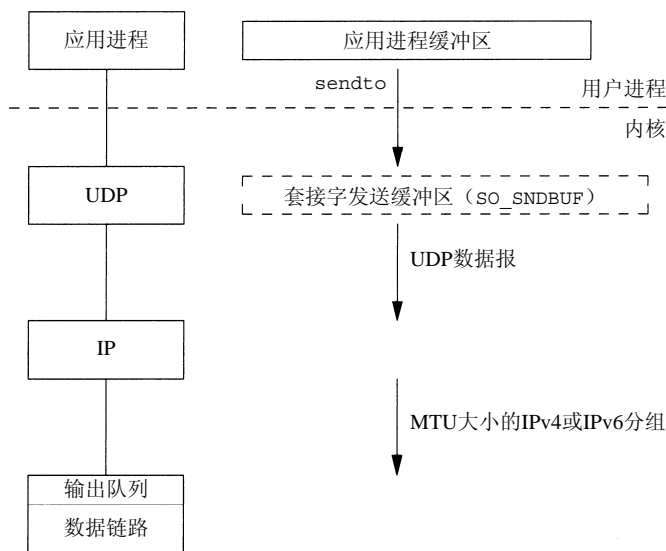 应用进程
应用进程缓冲区
sendto
用户进程
内核
UDP
套接字发送缓冲区（SO_SNDBUF）
UDP数据报
IP
MTU大小的IPv4或IPv6分组
输出队列
数据链路